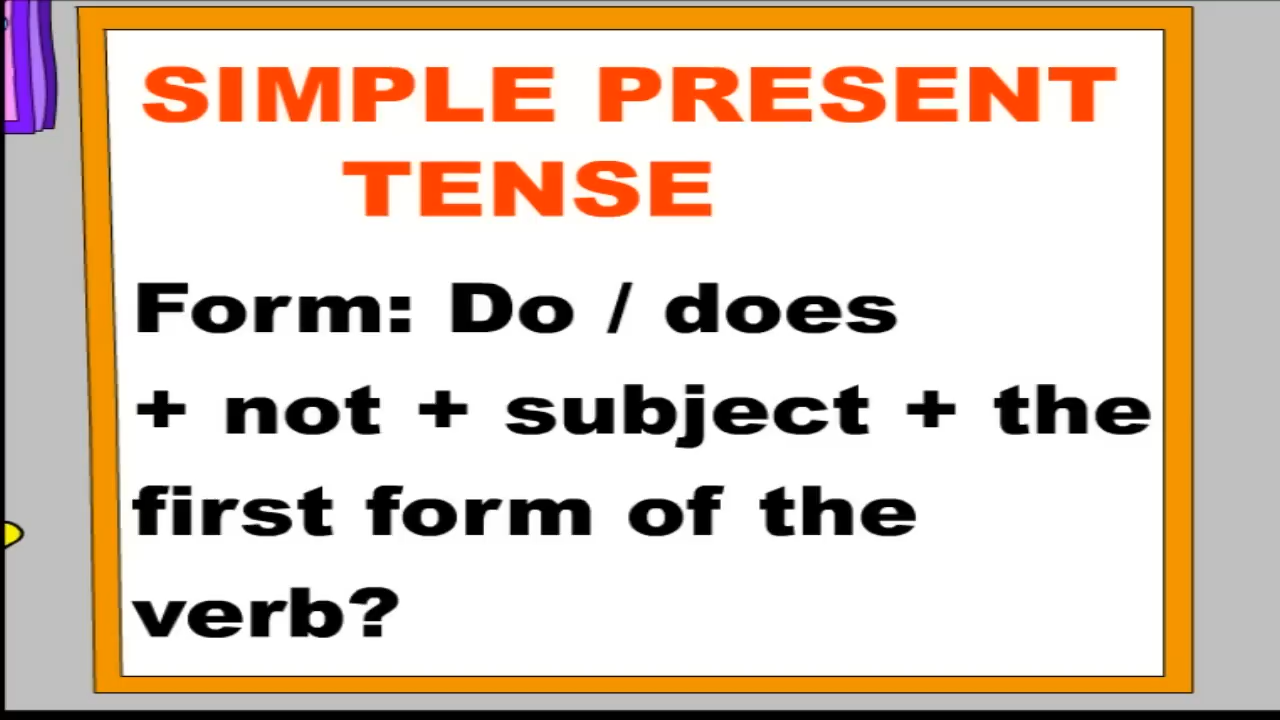 SIMPLE PRESENT
TENSE
Form: Do / does
+ not + subject + the
first form of the
verb?